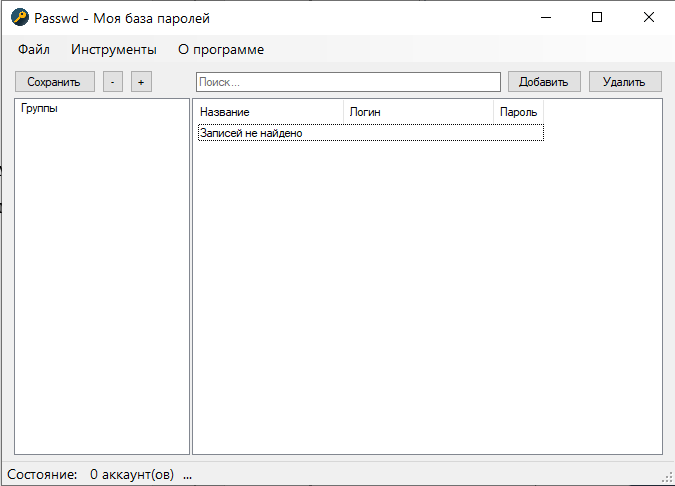 Passwd - Моя база паролей
Файл Инструменты О программе
Сохранить - + Поиск... Добавить Удалить
Группы
Название Логин Пароль
Записей не найдено
Состояние: 0 аккаунт(ов) ...